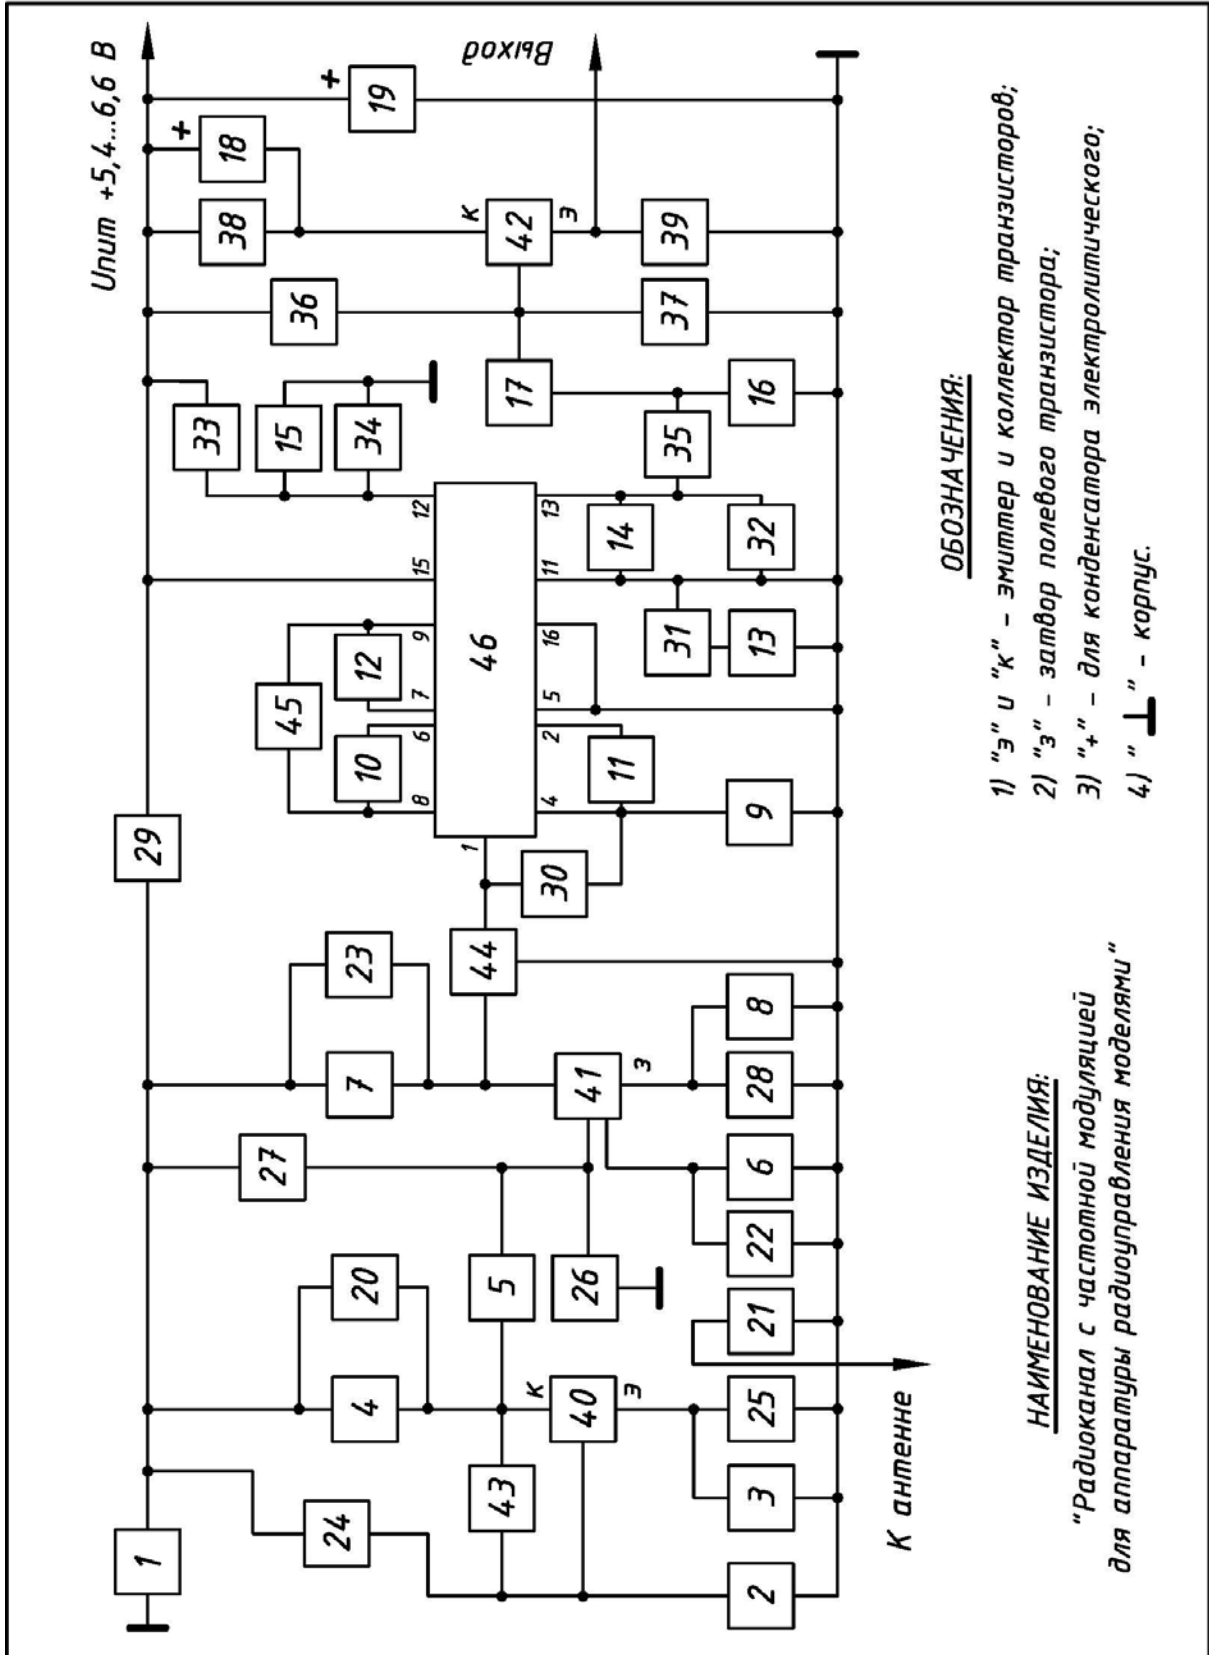 Uпит +5,4...6,6 В
1 29
+
33 38 18
27 45 15 36
+
24 4 20 7 23 10 12 34 19
8 6 7 9 15 12
1 к
Выход
43 5 44 46 17 42
к
4 2 5 16 11 13
30 э
40 26 41
э з 11 14
31 35 37 39
2 3 25 21 22 6 28 8 9 13 32 16
К антенне
НАИМЕНОВАНИЕ ИЗДЕЛИЯ:
"Радиоканал с частотной модуляцией
для аппаратуры радиоуправления моделями"
ОБОЗНАЧЕНИЯ:
1) "э" и "к" – эмиттер и коллектор транзисторов;
2) "з" – затвор полевого транзистора;
3) "+" – для конденсатора электролитического;
4) "⊥" – корпус.